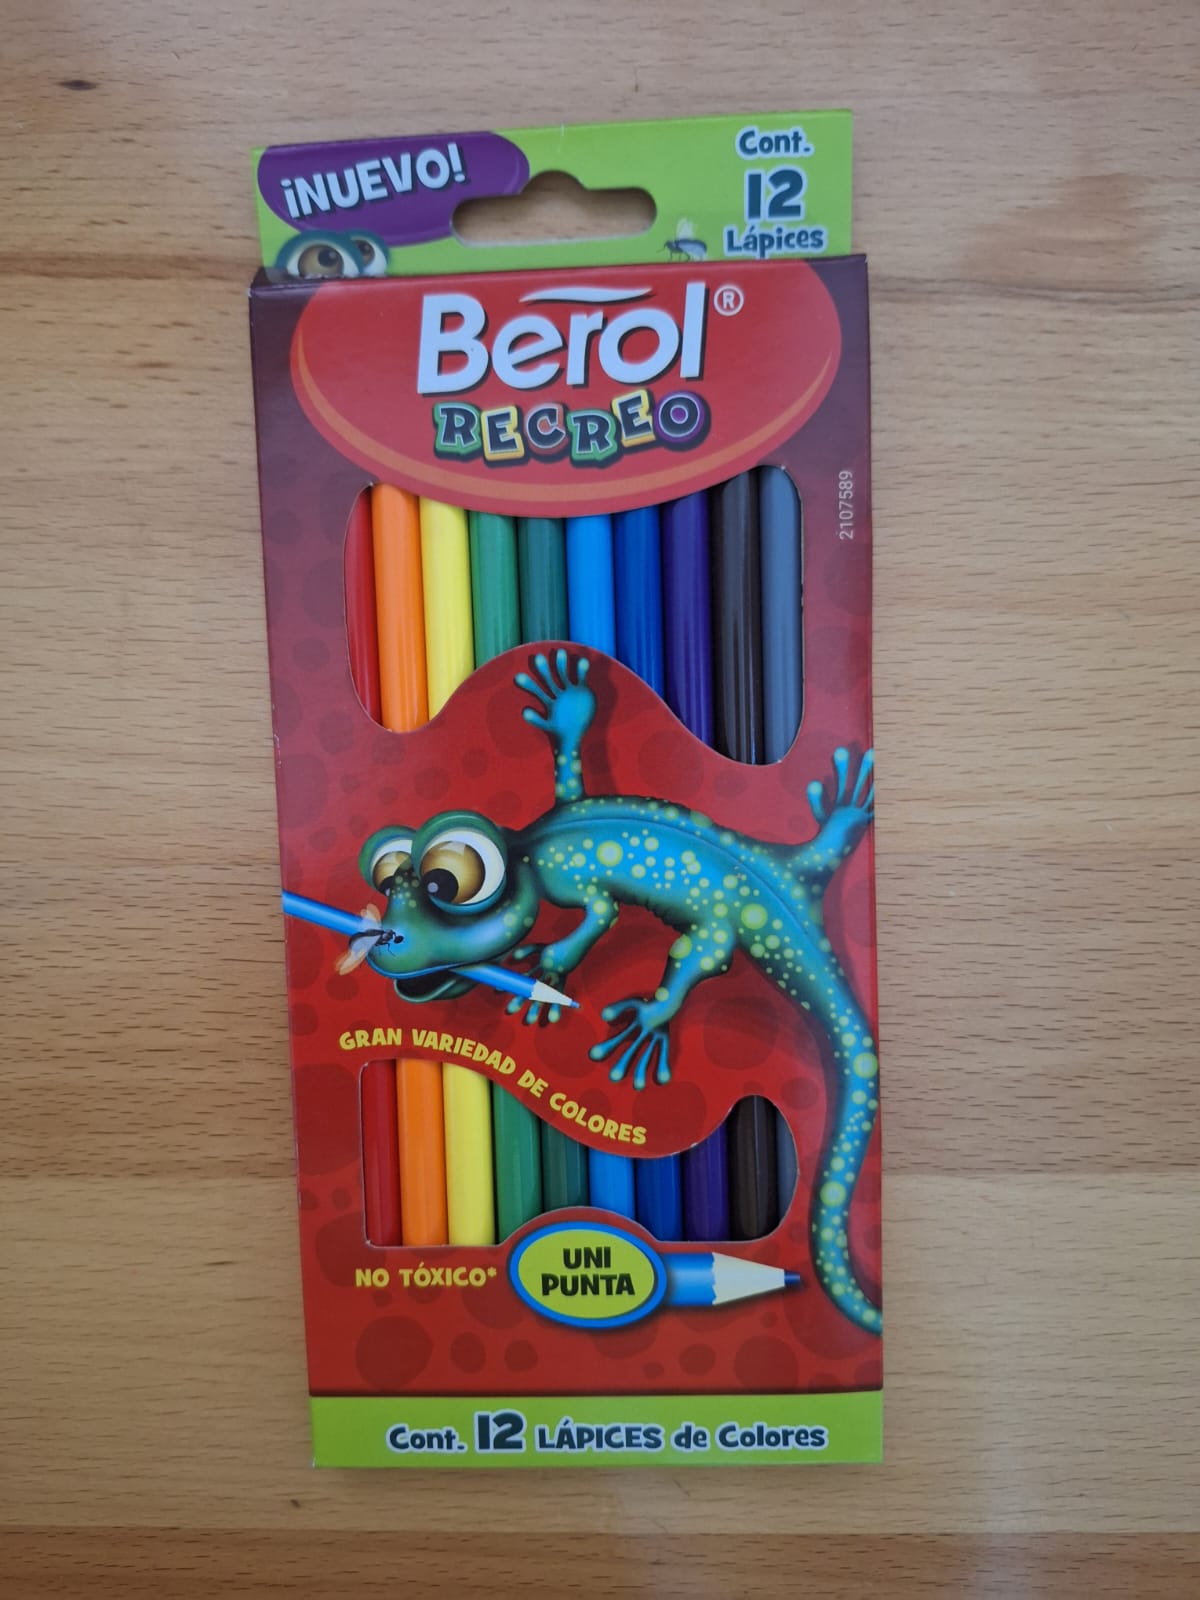 ¡NUEVO!
Cont.
12
Lápices
Berol®
RECREO
2107589
GRAN VARIEDAD DE COLORES
NO TÓXICO*
UNI
PUNTA
Cont. 12 LÁPICES de Colores